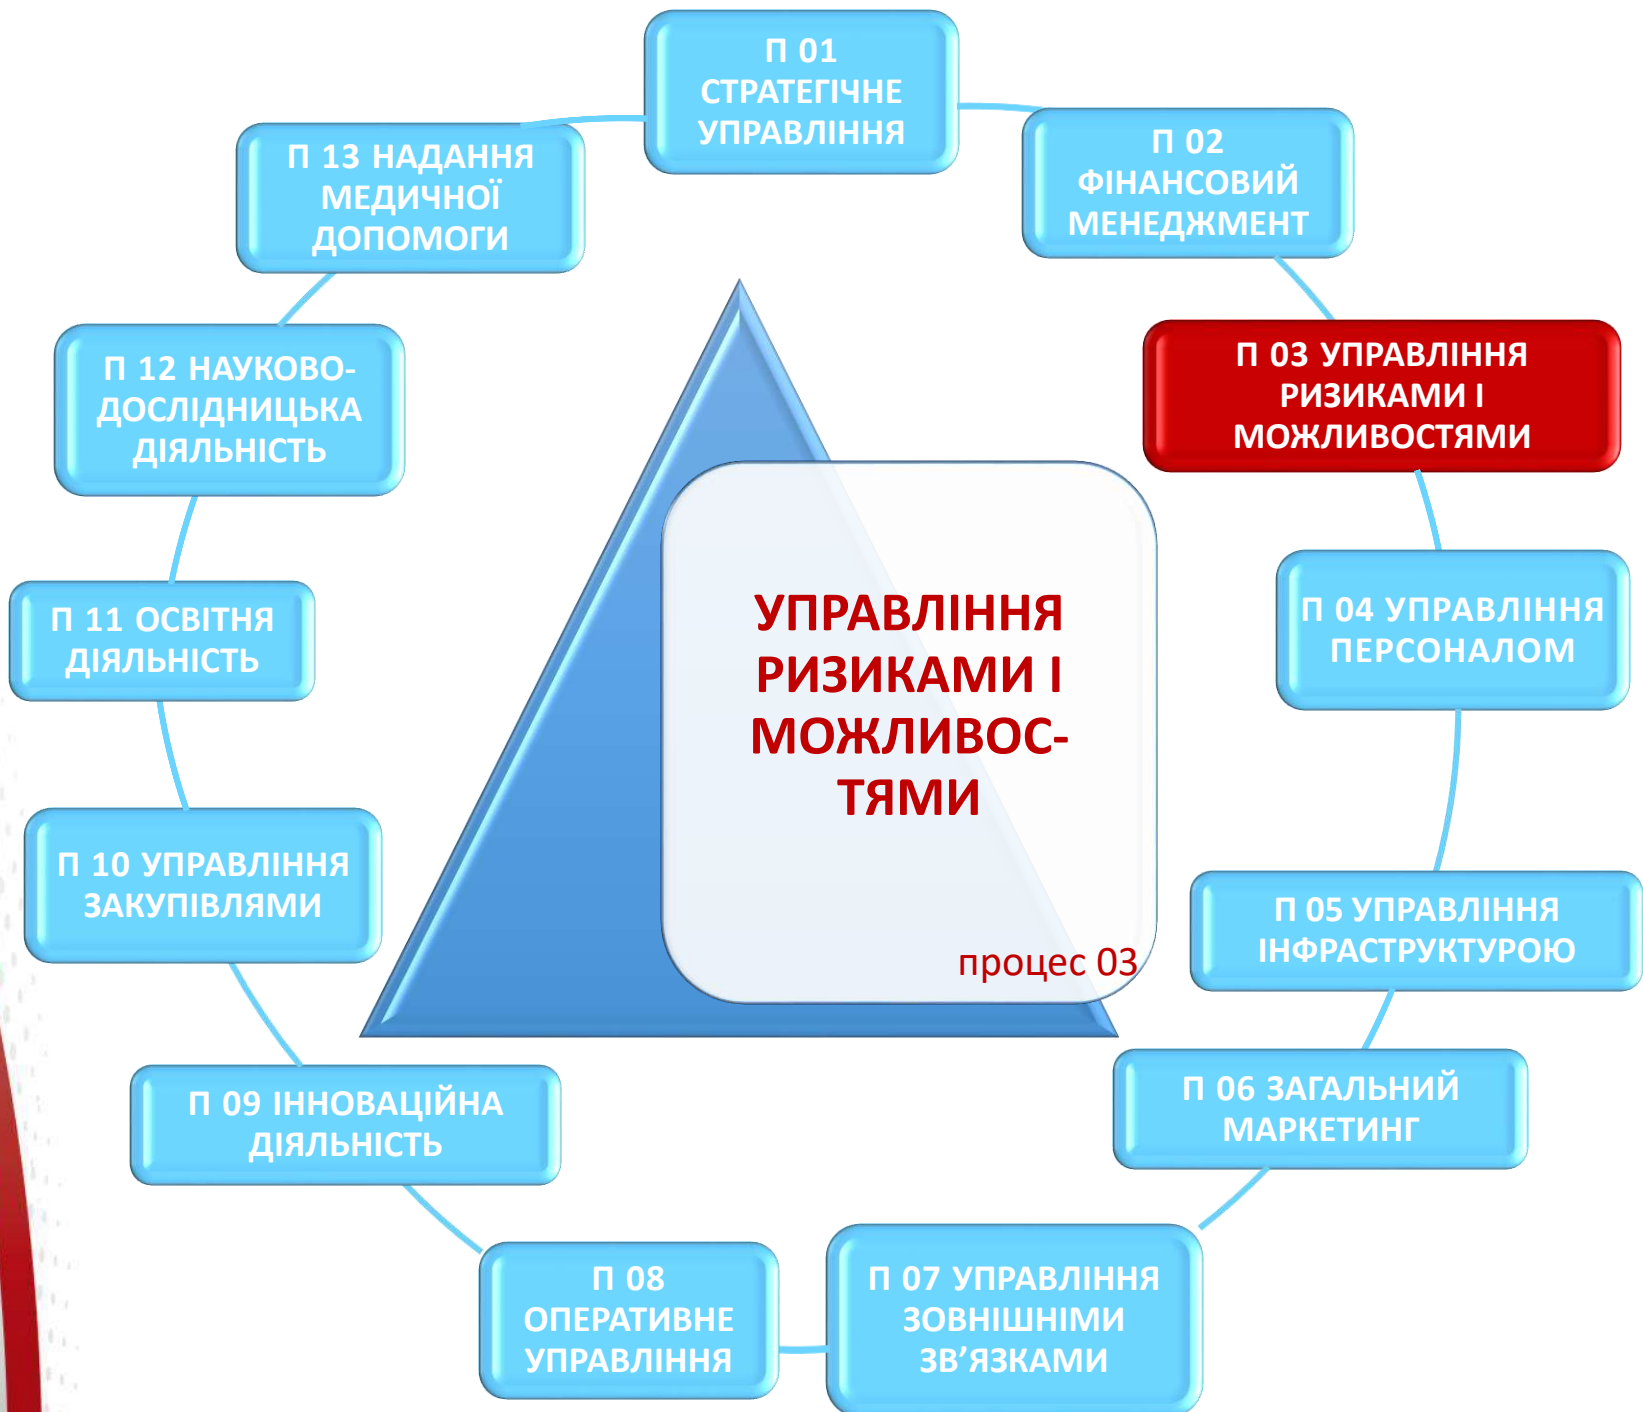 П 01
СТРАТЕГІЧНЕ
УПРАВЛІННЯ
П 02
ФІНАНСОВИЙ
МЕНЕДЖМЕНТ
П 03 УПРАВЛІННЯ
РИЗИКАМИ І
МОЖЛИВОСТЯМИ
П 04 УПРАВЛІННЯ
ПЕРСОНАЛОМ
П 05 УПРАВЛІННЯ
ІНФРАСТРУКТУРОЮ
П 06 ЗАГАЛЬНИЙ
МАРКЕТИНГ
П 07 УПРАВЛІННЯ
ЗОВНІШНІМИ
ЗВ’ЯЗКАМИ
П 08
ОПЕРАТИВНЕ
УПРАВЛІННЯ
П 09 ІННОВАЦІЙНА
ДІЯЛЬНІСТЬ
П 10 УПРАВЛІННЯ
ЗАКУПІВЛЯМИ
П 11 ОСВІТНЯ
ДІЯЛЬНІСТЬ
П 12 НАУКОВО-
ДОСЛІДНИЦЬКА
ДІЯЛЬНІСТЬ
П 13 НАДАННЯ
МЕДИЧНОЇ
ДОПОМОГИ
УПРАВЛІННЯ
РИЗИКАМИ І
МОЖЛИВОС-
ТЯМИ
процес 03